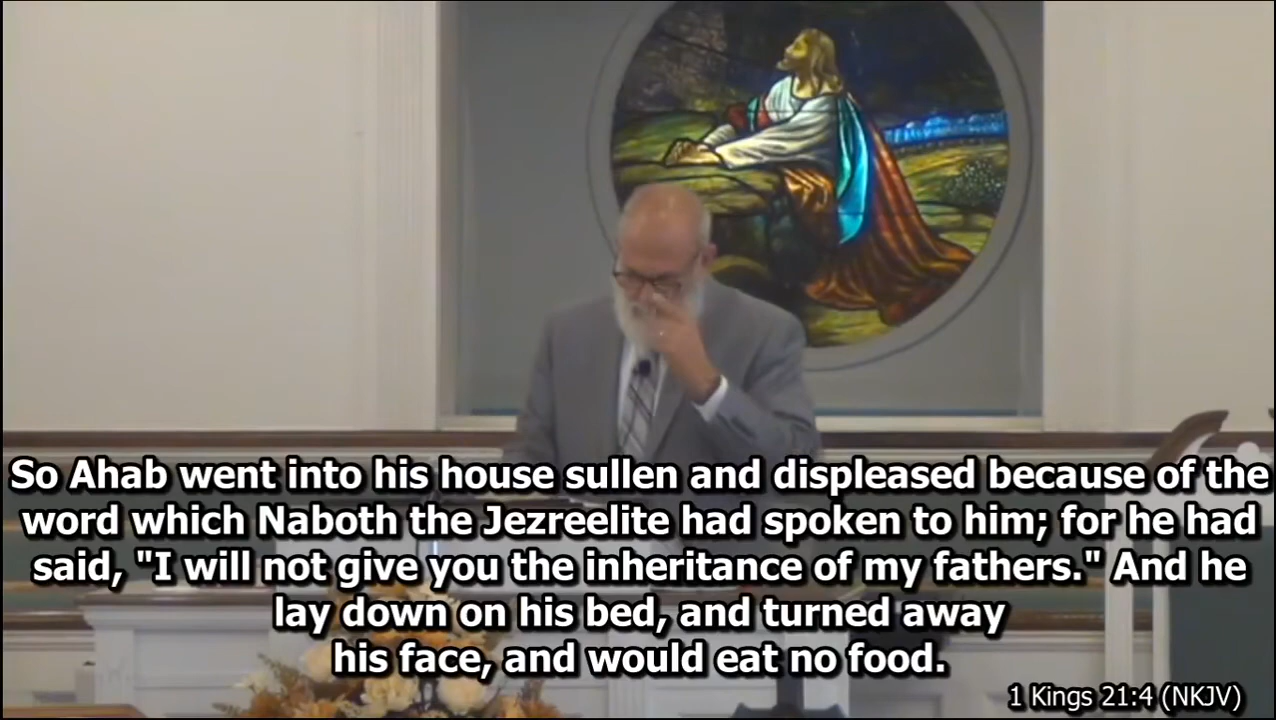 So Ahab went into his house sullen and displeased because of the
word which Naboth the Jezreelite had spoken to him; for he had
said, "I will not give you the inheritance of my fathers." And he
lay down on his bed, and turned away
his face, and would eat no food.
1 Kings 21:4 (NKJV)